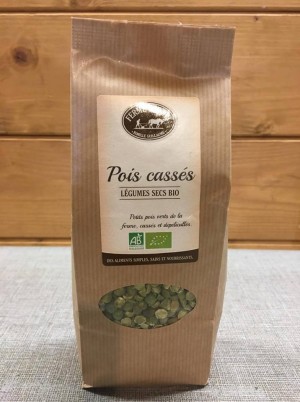 Pois cassés
LÉGUMES SECS BIO
Petits pois verts de la
ferme, cassés et dépelliculés.
AB
DES ALIMENTS SIMPLES, SAINS ET NOURRISSANTS.